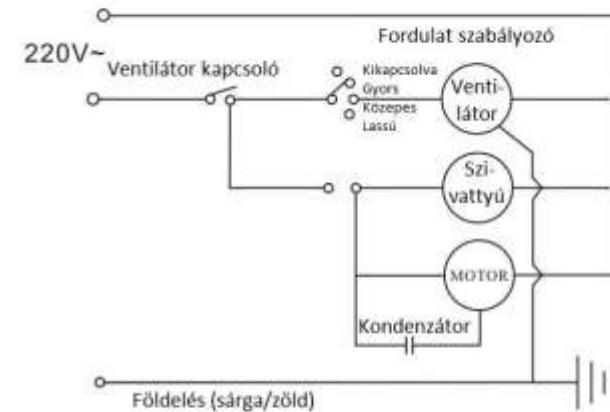 Fordulat szabályozó
220V~
Ventilátor kapcsoló
Kikapcsolva
Gyors
Közepes
Lassú
Venti-
látor
Szi-
vattyú
MOTOR
Kondenzátor
Földelés (sárga/zöld)